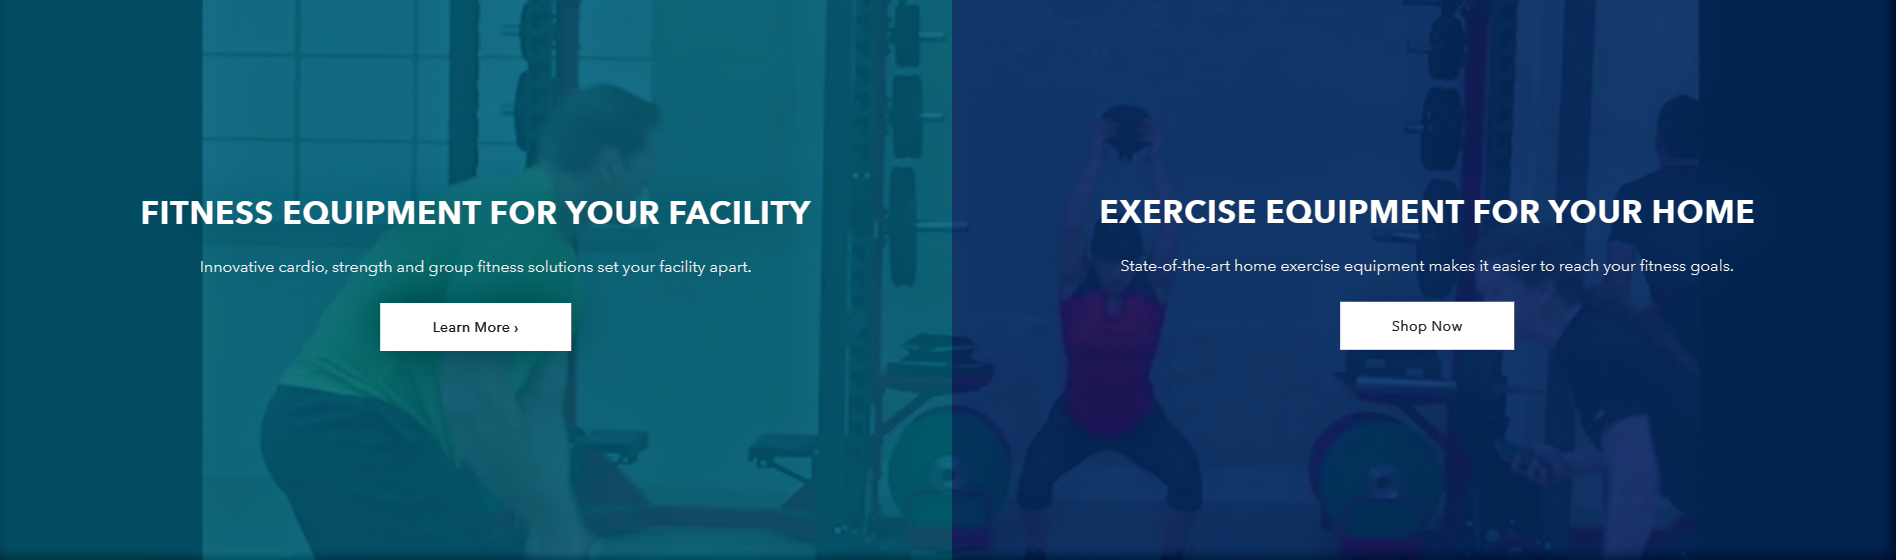 FITNESS EQUIPMENT FOR YOUR FACILITY
Innovative cardio, strength and group fitness solutions set your facility apart.
Learn More ›
EXERCISE EQUIPMENT FOR YOUR HOME
State-of-the-art home exercise equipment makes it easier to reach your fitness goals.
Shop Now